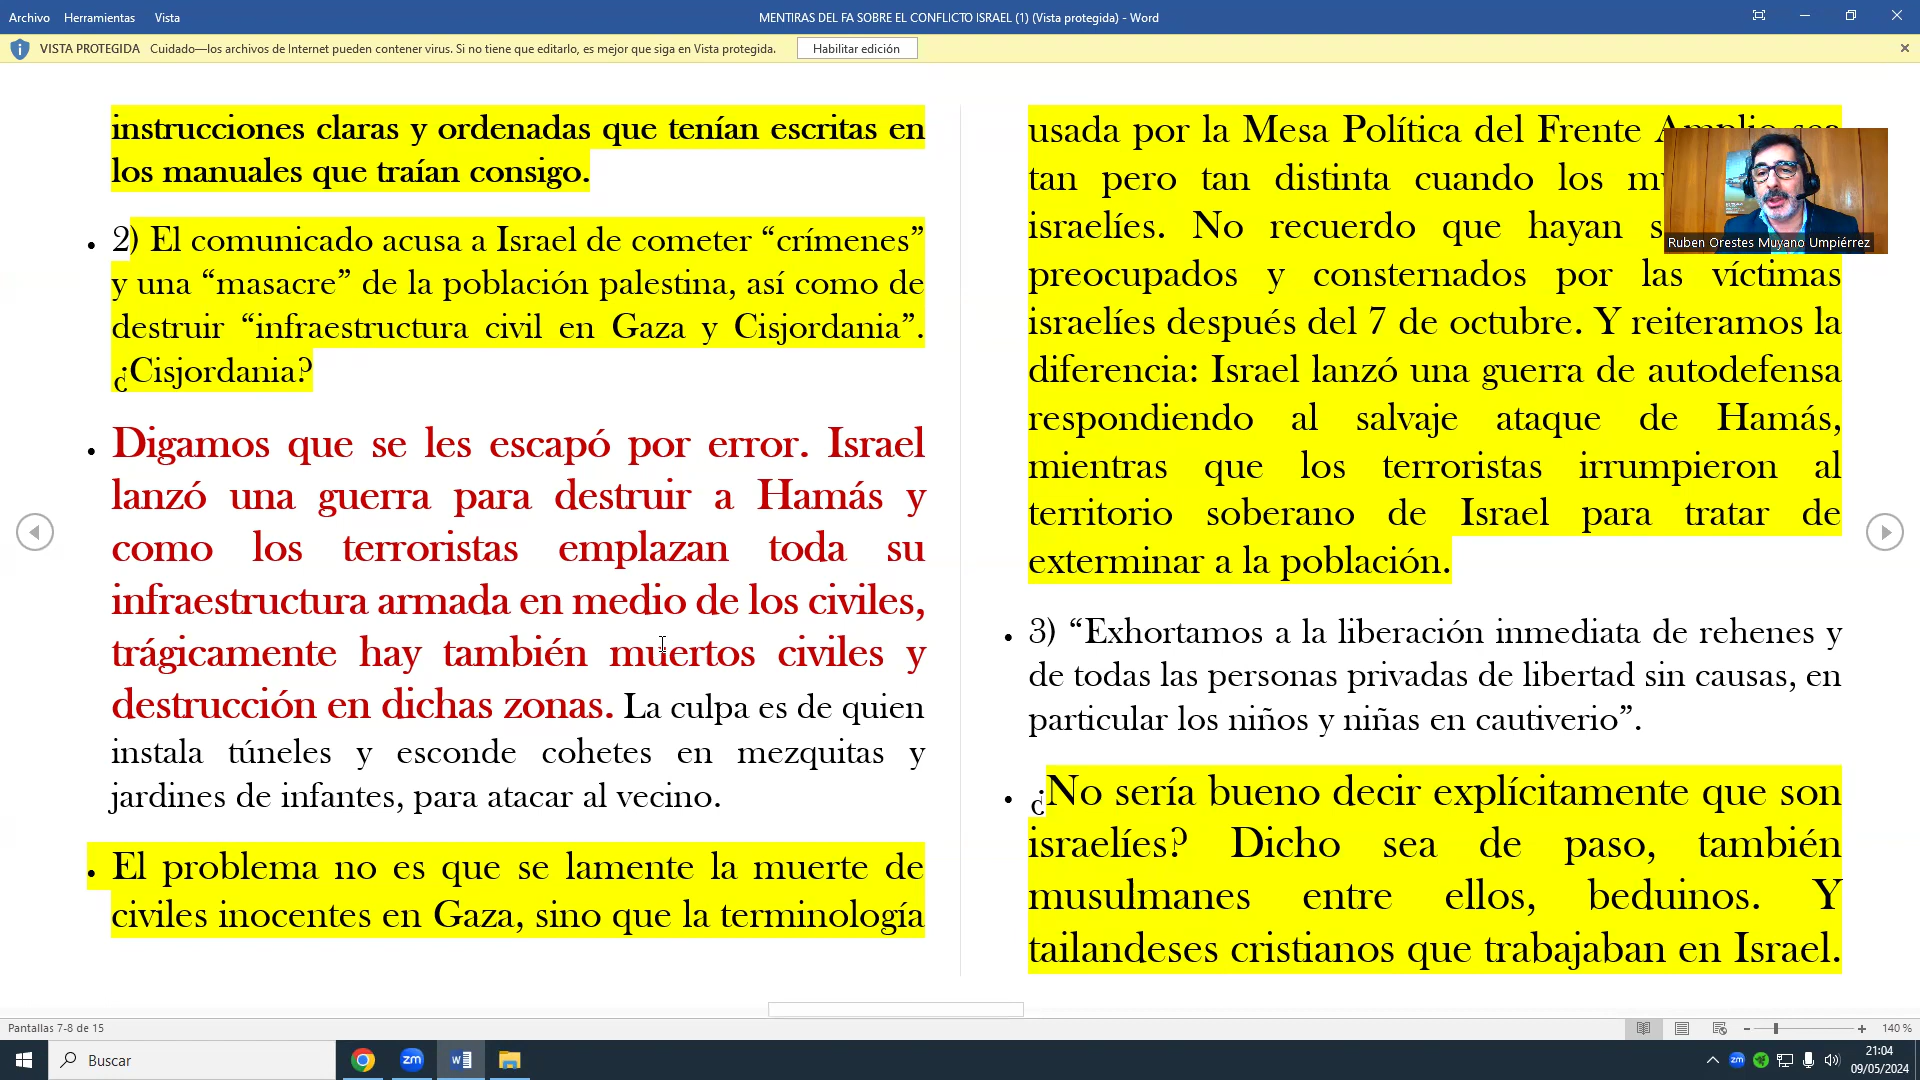 Archivo Herramientas Vista
MENTIRAS DEL FA SOBRE EL CONFLICTO ISRAEL (1) (Vista protegida) - Word
VISTA PROTEGIDA Cuidado—los archivos de Internet pueden contener virus. Si no tiene que editarlo, es mejor que siga en Vista protegida. Habilitar edición
instrucciones claras y ordenadas que tenían escritas en
los manuales que traían consigo.
• 2) El comunicado acusa a Israel de cometer “crímenes”
y una “masacre” de la población palestina, así como de
destruir “infraestructura civil en Gaza y Cisjordania”.
¿Cisjordania?
• Digamos que se les escapó por error. Israel
lanzó una guerra para destruir a Hamás y
como los terroristas emplazan toda su
infraestructura armada en medio de los civiles,
trágicamente hay también muertos civiles y
destrucción en dichas zonas. La culpa es de quien
instala túneles y esconde cohetes en mezquitas y
jardines de infantes, para atacar al vecino.
• El problema no es que se lamente la muerte de
civiles inocentes en Gaza, sino que la terminología
usada por la Mesa Política del Frente Amplio sea
tan pero tan distinta cuando los
israelíes. No recuerdo que hayan
preocupados y consternados por las víctimas
israelíes después del 7 de octubre. Y reiteramos la
diferencia: Israel lanzó una guerra de autodefensa
respondiendo al salvaje ataque de Hamás,
mientras que los terroristas irrumpieron al
territorio soberano de Israel para tratar de
exterminar a la población.
• 3) “Exhortamos a la liberación inmediata de rehenes y
de todas las personas privadas de libertad sin causas, en
particular los niños y niñas en cautiverio”.
• ¿No sería bueno decir explícitamente que son
israelíes? Dicho sea de paso, también
musulmanes entre ellos, beduinos. Y
tailandeses cristianos que trabajaban en Israel.
Ruben Orestes Muyano Umpiérrez
Pantallas 7-8 de 15
140 %
Buscar
zm
zm
21:04
09/05/2024